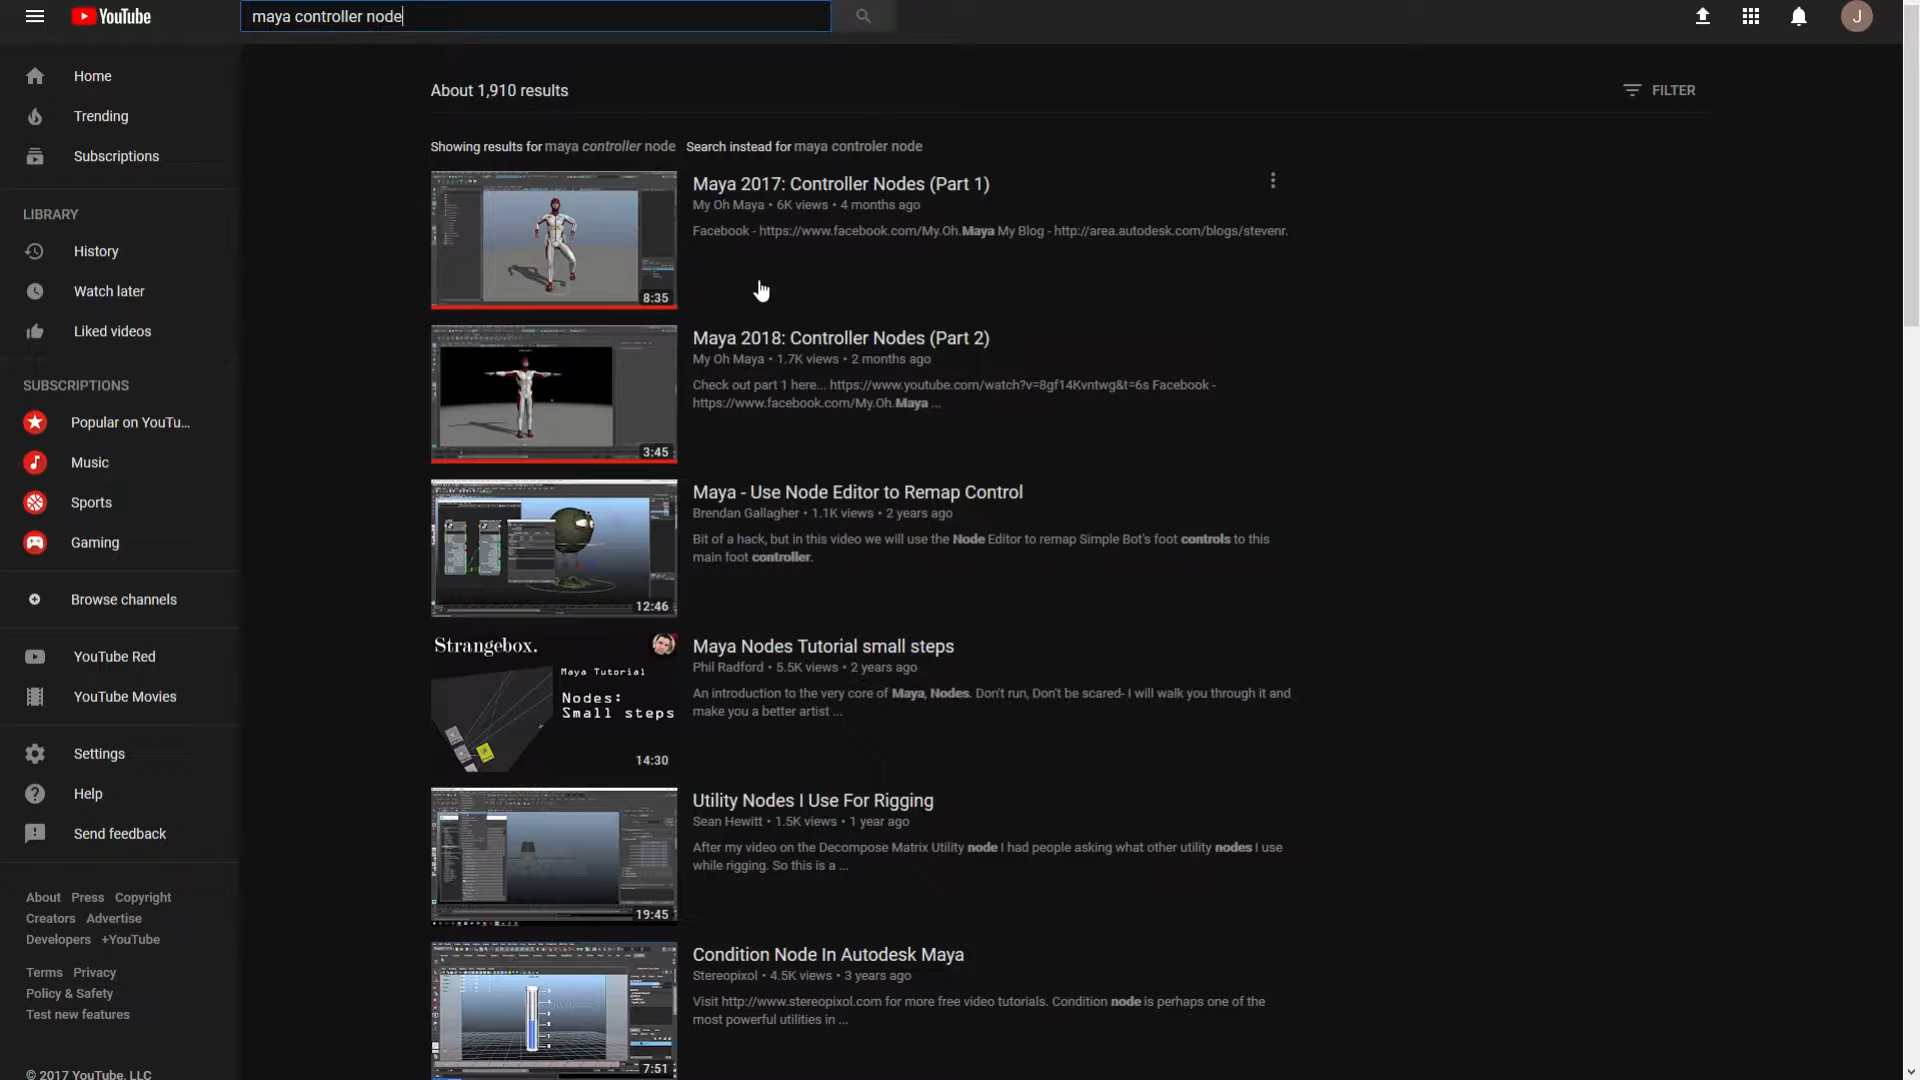 YouTube
maya controller node
J
Home
Trending
Subscriptions
LIBRARY
History
Watch later
Liked videos
SUBSCRIPTIONS
Popular on YouTu...
Music
Sports
Gaming
Browse channels
YouTube Red
YouTube Movies
Settings
Help
Send feedback
About Press Copyright
Creators Advertise
Developers +YouTube
Terms Privacy
Policy & Safety
Test new features
© 2017 YouTube, LLC
About 1,910 results
FILTER
Showing results for maya controller node Search instead for maya controler node
8:35
Maya 2017: Controller Nodes (Part 1)
My Oh Maya • 6K views • 4 months ago
Facebook - https://www.facebook.com/My.Oh.Maya My Blog - http://area.autodesk.com/blogs/stevenr.
3:45
Maya 2018: Controller Nodes (Part 2)
My Oh Maya • 1.7K views • 2 months ago
Check out part 1 here... https://www.youtube.com/watch?v=8gf14Kvntwg&t=6s Facebook -
https://www.facebook.com/My.Oh.Maya ...
12:46
Maya - Use Node Editor to Remap Control
Brendan Gallagher • 1.1K views • 2 years ago
Bit of a hack, but in this video we will use the Node Editor to remap Simple Bot's foot controls to this
main foot controller.
Strangebox.
Maya Tutorial
Nodes:
Small steps
14:30
Maya Nodes Tutorial small steps
Phil Radford • 5.5K views • 2 years ago
An introduction to the very core of Maya, Nodes. Don't run, Don't be scared- I will walk you through it and
make you a better artist ...
19:45
Utility Nodes I Use For Rigging
Sean Hewitt • 1.5K views • 1 year ago
After my video on the Decompose Matrix Utility node I had people asking what other utility nodes I use
while rigging. So this is a ...
7:51
Condition Node In Autodesk Maya
Stereopixol • 4.5K views • 3 years ago
Visit http://www.stereopixol.com for more free video tutorials. Condition node is perhaps one of the
most powerful utilities in ...